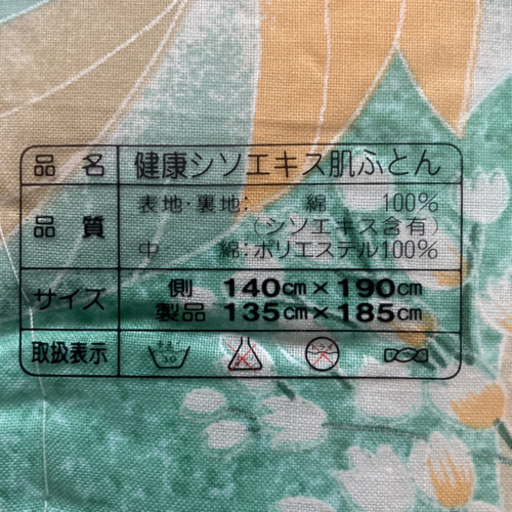 品名 健康シソエキス肌ふとん
品質 表地・裏地: 綿 100%
(シソエキス含有)
中 綿:ポリエステル100%
サイズ 側 140cm×190cm
製品 135cm×185cm
取扱表示